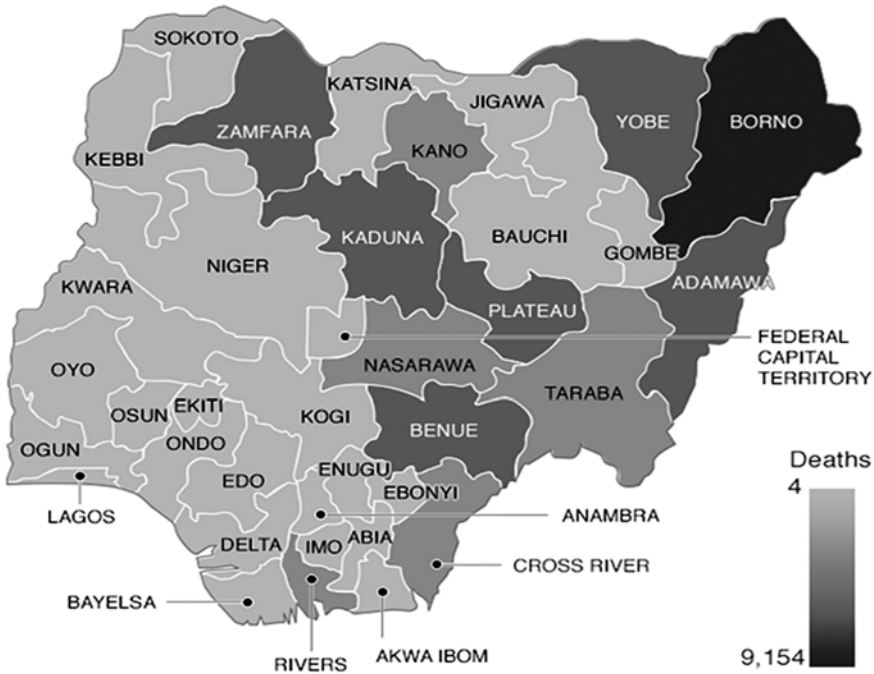 SOKOTO
KATSINA
JIGAWA
ZAMFARA
YOBE
BORNO
KANO
KEBBI
KADUNA
BAUCHI
GOMBE
NIGER
ADAMAWA
KWARA
PLATEAU
FEDERAL
CAPITAL
TERRITORY
NASARAWA
OYO
TARABA
EKITI
OSUN
KOGI
BENUE
ONDO
OGUN
Deaths
4
9,154
ENUGU
EDO
EBONYI
LAGOS
ANAMBRA
DELTA
IMO
ABIA
CROSS RIVER
BAYELSA
RIVERS
AKWA IBOM